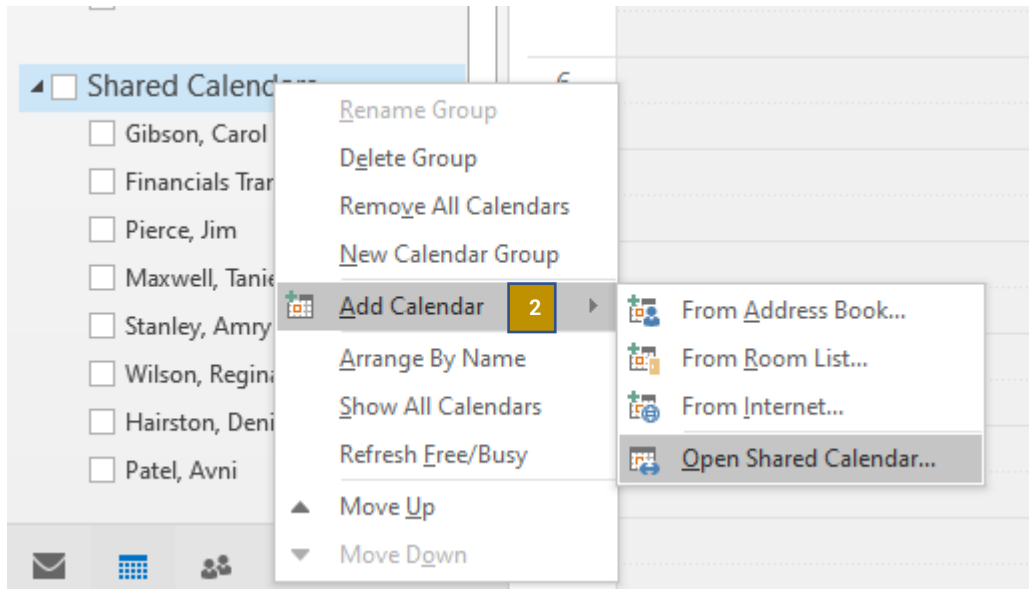 Shared Calendars
Gibson, Carol
Financials Tran
Pierce, Jim
Maxwell, Tanie
Stanley, Amry
Wilson, Regina
Hairston, Deni
Patel, Avni
6
Rename Group
Delete Group
Remove All Calendars
New Calendar Group
Add Calendar 2
Arrange By Name
Show All Calendars
Refresh Free/Busy
Move Up
Move Down
From Address Book...
From Room List...
From Internet...
Open Shared Calendar...